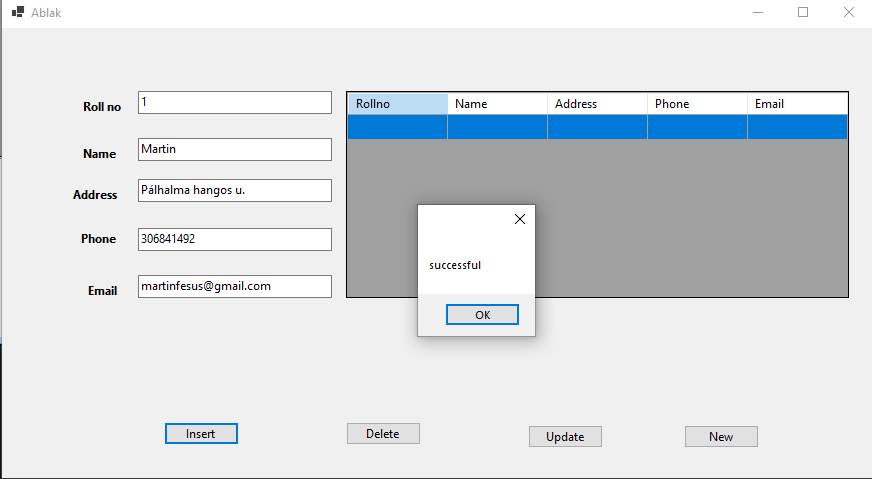 Ablak
Roll no 1
Name Martin
Address Pálhalma hangos u.
Phone 306841492
Email martinfesus@gmail.com
Rollno Name Address Phone Email
successful
OK
Insert Delete Update New